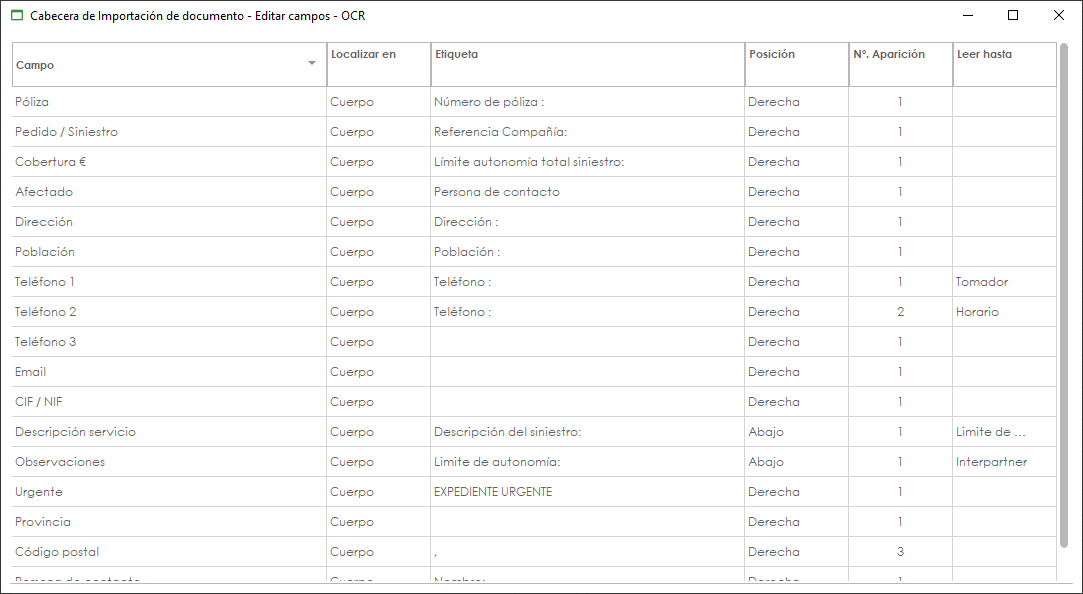 Cabecera de Importación de documento - Editar campos - OCR
Campo Localizar en Etiqueta Posición Nº. Aparición Leer hasta
Póliza Cuerpo Número de póliza : Derecha 1
Pedido / Siniestro Cuerpo Referencia Compañía: Derecha 1
Cobertura € Cuerpo Límite autonomía total siniestro: Derecha 1
Afectado Cuerpo Persona de contacto Derecha 1
Dirección Cuerpo Dirección : Derecha 1
Población Cuerpo Población : Derecha 1
Teléfono 1 Cuerpo Teléfono : Derecha 1 Tomador
Teléfono 2 Cuerpo Teléfono : Derecha 2 Horario
Teléfono 3 Cuerpo Derecha 1
Email Cuerpo Derecha 1
CIF / NIF Cuerpo Derecha 1
Descripción servicio Cuerpo Descripción del siniestro: Abajo 1 Limite de ...
Observaciones Cuerpo Limite de autonomía: Abajo 1 Interpartner
Urgente Cuerpo EXPEDIENTE URGENTE Derecha 1
Provincia Cuerpo Derecha 1
Código postal Cuerpo , Derecha 3
Persona de contacto Cuerpo Nombre: Derecha 1